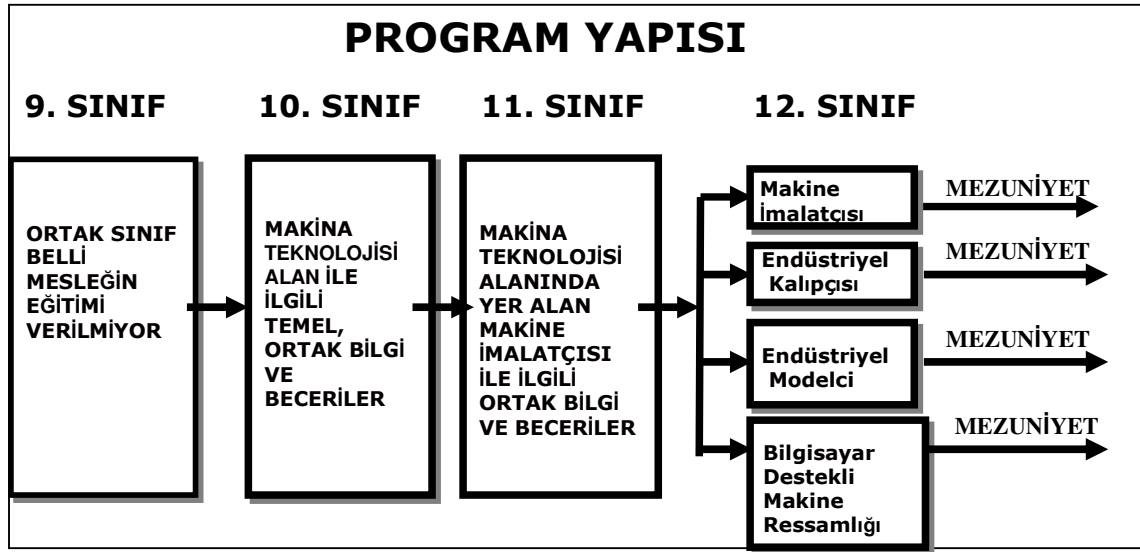 PROGRAM YAPISI
9. SINIF
10. SINIF
11. SINIF
12. SINIF
ORTAK SINIF
BELLİ
MESLEĞİN
EĞİTİMİ
VERİLMİYOR
MAKİNA
TEKNOLOJİSİ
ALAN İLE
İLGİLİ
TEMEL,
ORTAK BİLGİ
VE
BECERİLER
MAKİNA
TEKNOLOJİSİ
ALANINDA
YER ALAN
MAKİNE
İMALATÇISI
İLE İLGİLİ
ORTAK BİLGİ
VE BECERİLER
Makine
İmalatçısı
MEZUNİYET
Endüstriyel
Kalıpçısı
MEZUNİYET
Endüstriyel
Modelci
MEZUNİYET
Bilgisayar
Destekli
Makine
Ressamlığı
MEZUNİYET